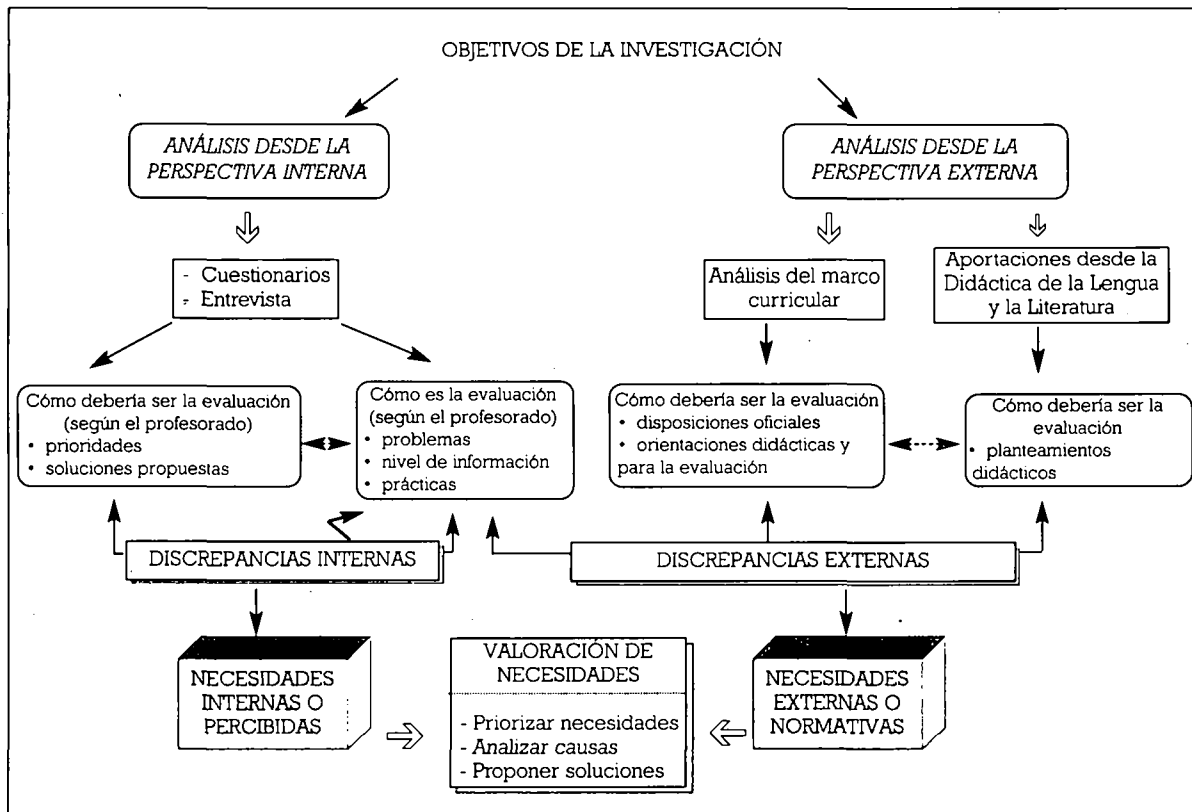 OBJETIVOS DE LA INVESTIGACIÓN
ANÁLISIS DESDE LA
PERSPECTIVA INTERNA
ANÁLISIS DESDE LA
PERSPECTIVA EXTERNA
- Cuestionarios
- Entrevista
Análisis del marco
curricular
Aportaciones desde la
Didáctica de la Lengua
y la Literatura
Cómo debería ser la evaluación
(según el profesorado)
• prioridades
• soluciones propuestas
Cómo es la evaluación
(según el profesorado)
• problemas
• nivel de información
• prácticas
Cómo debería ser la evaluación
• disposiciones oficiales
• orientaciones didácticas y
para la evaluación
Cómo debería ser la
evaluación
• planteamientos
didácticos
DISCREPANCIAS INTERNAS
DISCREPANCIAS EXTERNAS
NECESIDADES
INTERNAS O
PERCIBIDAS
VALORACIÓN DE
NECESIDADES
- Priorizar necesidades
- Analizar causas
- Proponer soluciones
NECESIDADES
EXTERNAS O
NORMATIVAS